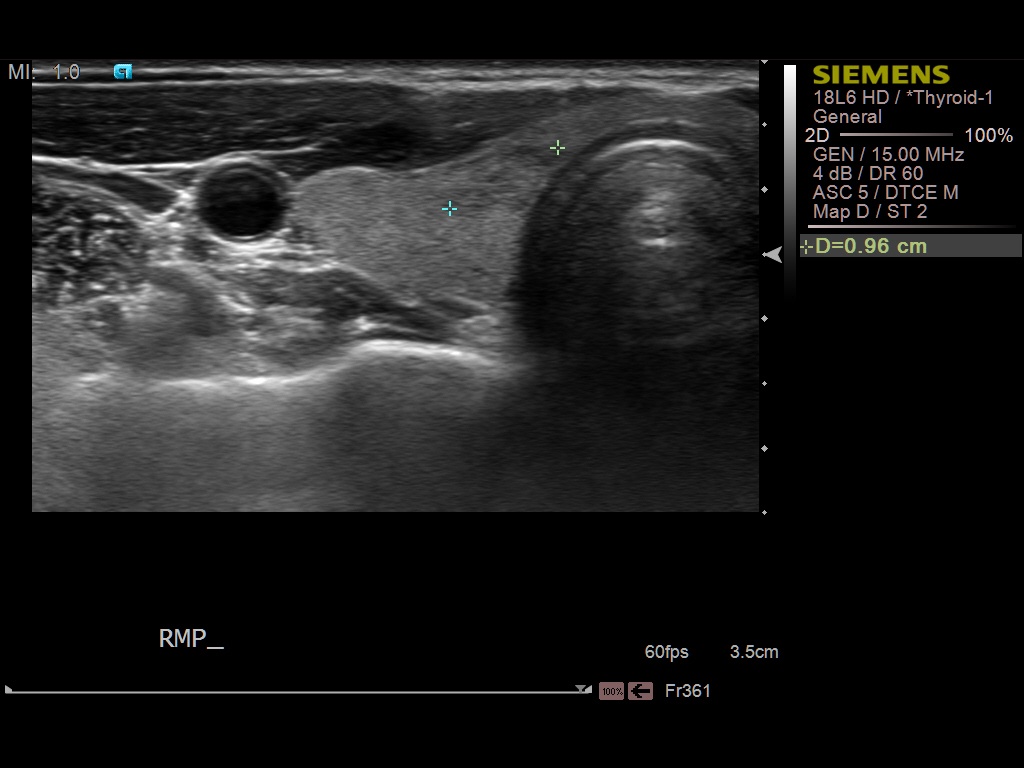 MI: 1.0
SIEMENS
18L6 HD / *Thyroid-1
General
2D 100%
GEN / 15.00 MHz
4 dB / DR 60
ASC 5 / DTCE M
Map D / ST 2
D=0.96 cm
RMP_
60fps 3.5cm
100% Fr361